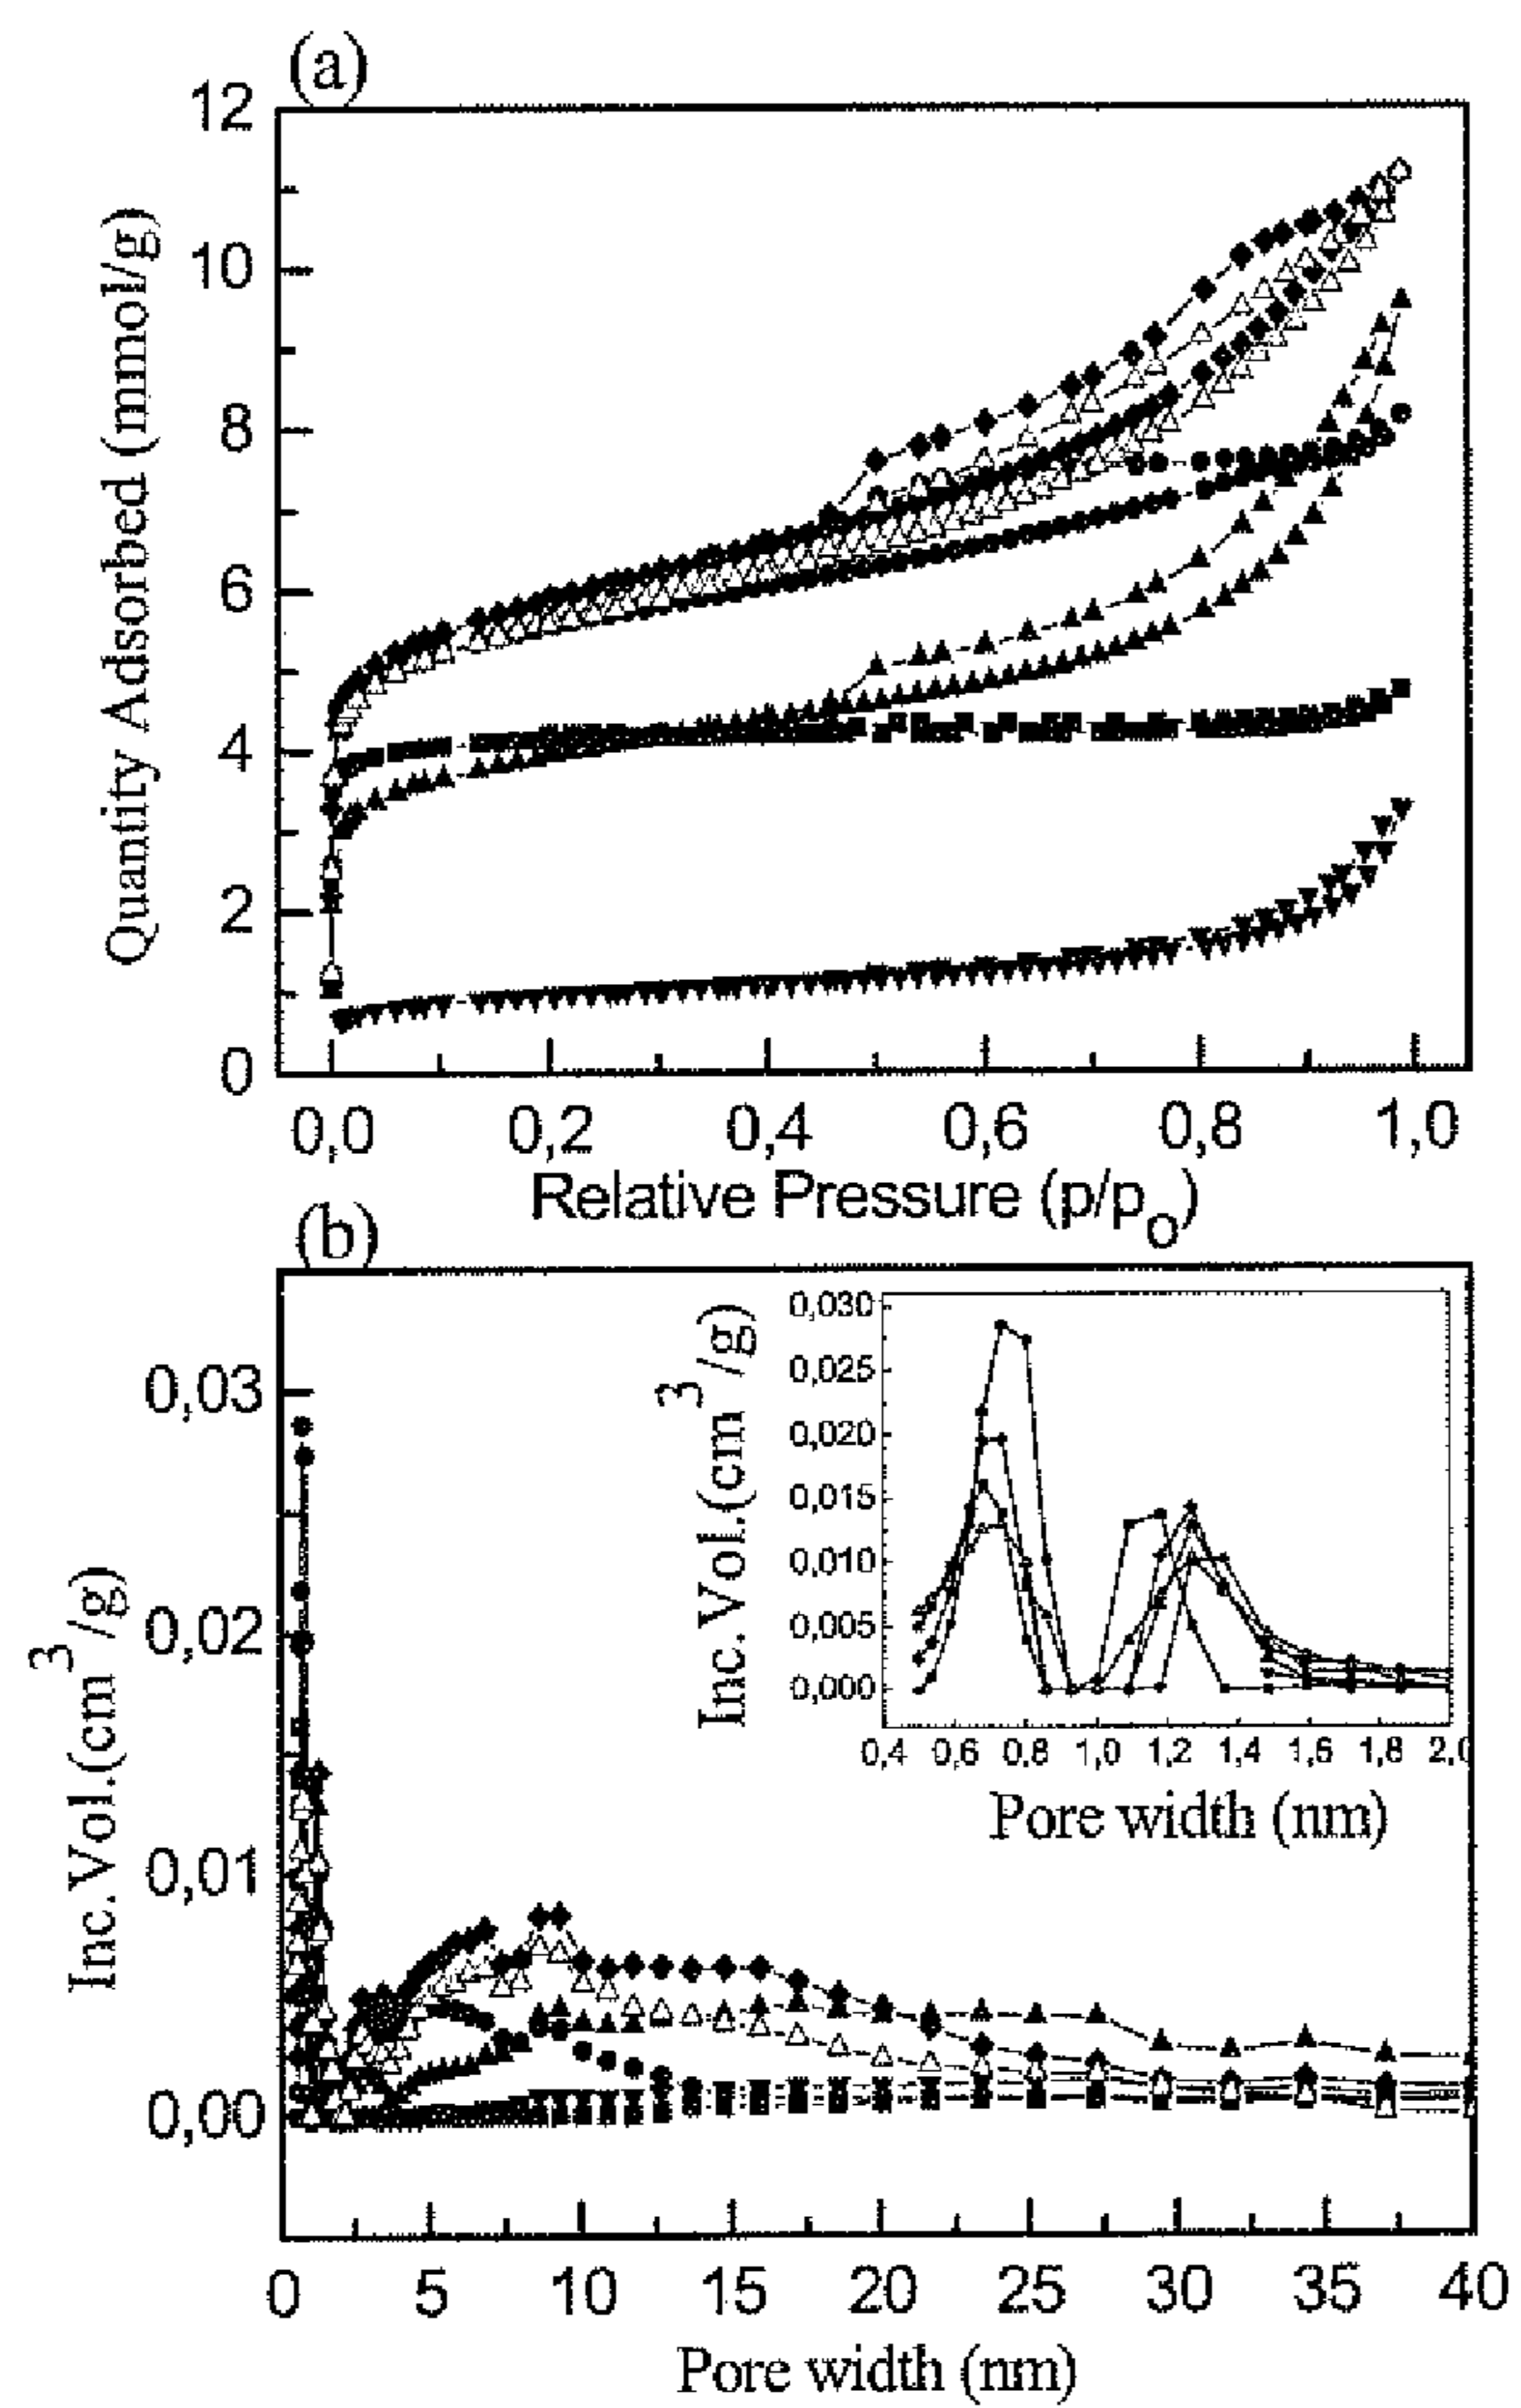 (a)
12
10
8
6
4
2
0
Quantity Adsorbed (mmol/g)
0,0 0,2 0,4 0,6 0,8 1,0
Relative Pressure (p/po)
(b)
0,03
0,02
0,01
0,00
Inc.Vol.(cm3/g)
0,030
0,025
0,020
0,015
0,010
0,005
0,000
Inc.Vol.(cm3/g)
0,4 0,6 0,8 1,0 1,2 1,4 1,6 1,8 2,0
Pore width (nm)
0 5 10 15 20 25 30 35 40
Pore width (nm)